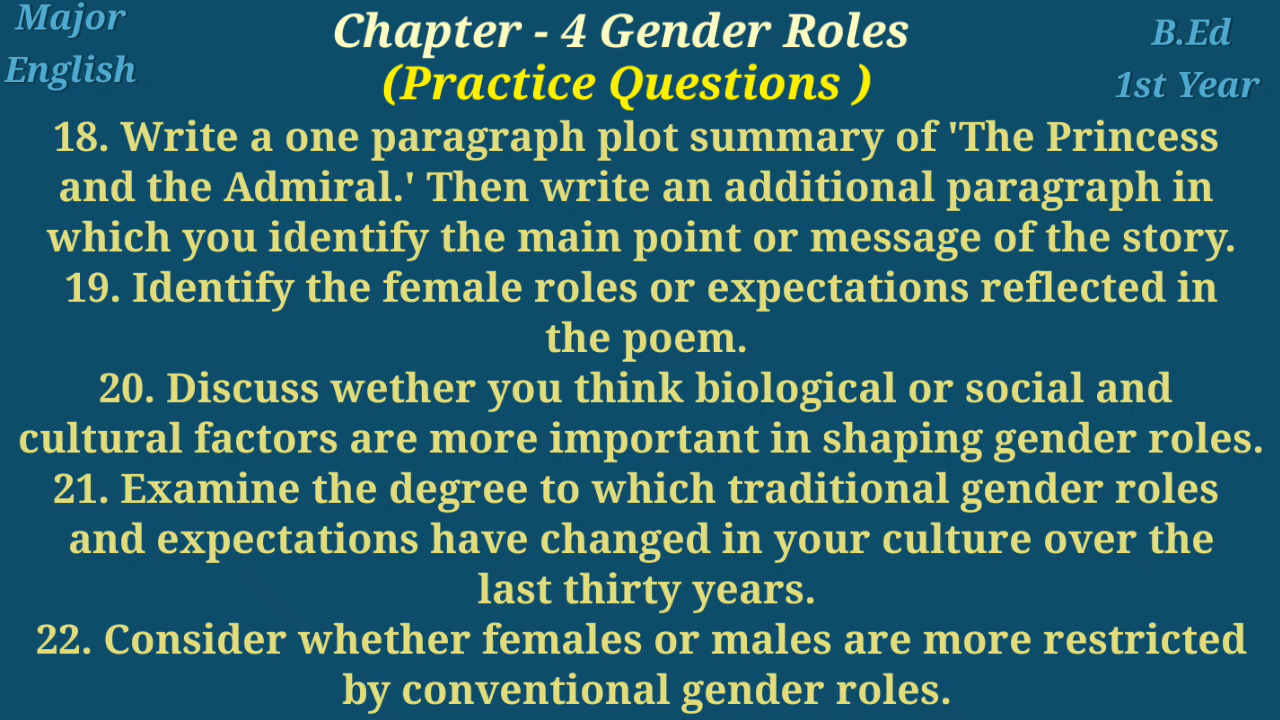 Major
English
Chapter - 4 Gender Roles
(Practice Questions )
B.Ed
1st Year
18. Write a one paragraph plot summary of 'The Princess
and the Admiral.' Then write an additional paragraph in
which you identify the main point or message of the story.
19. Identify the female roles or expectations reflected in
the poem.
20. Discuss wether you think biological or social and
cultural factors are more important in shaping gender roles.
21. Examine the degree to which traditional gender roles
and expectations have changed in your culture over the
last thirty years.
22. Consider whether females or males are more restricted
by conventional gender roles.